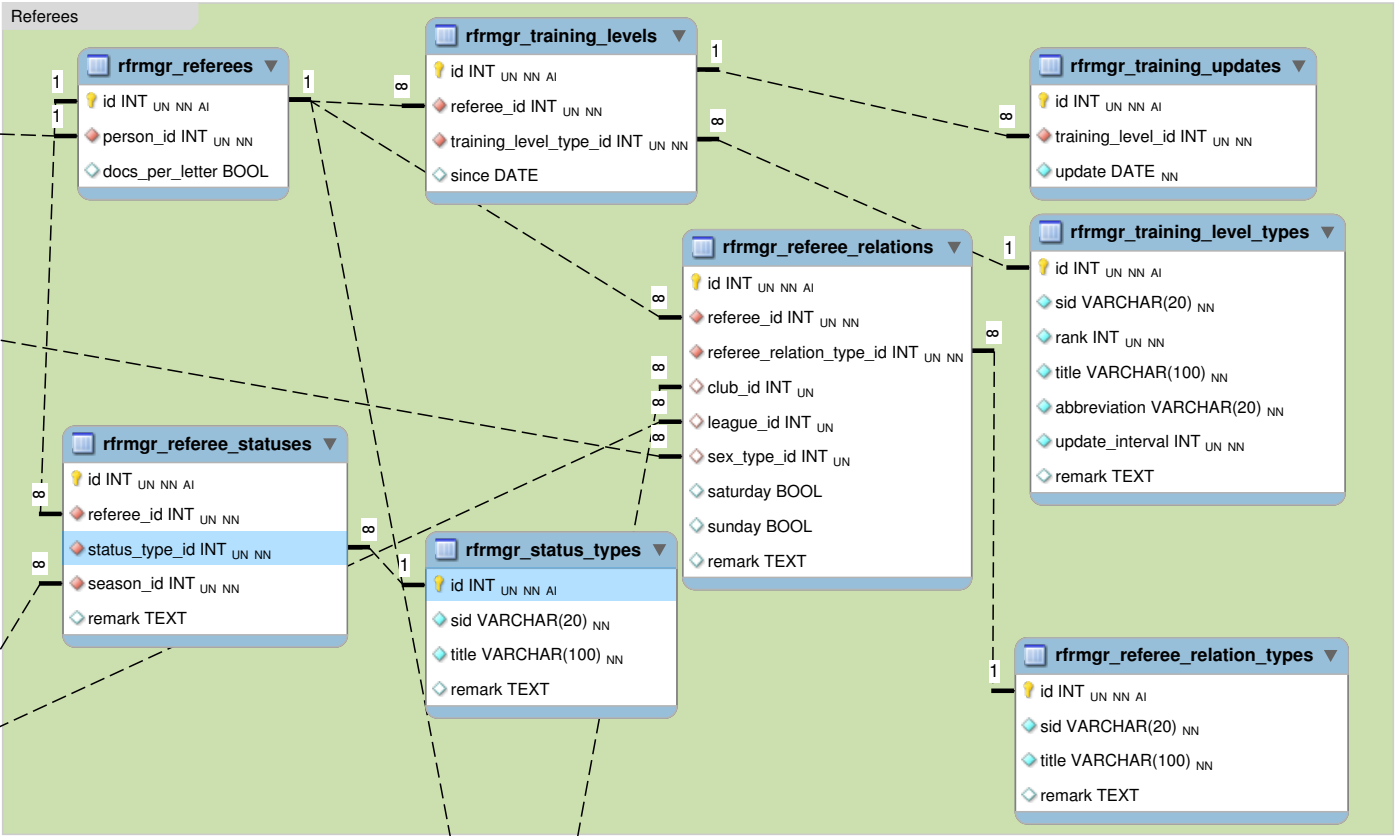 Referees
rfrmgr_referees
id INT UN NN AI
person_id INT UN NN
docs_per_letter BOOL
rfrmgr_training_levels
id INT UN NN AI
referee_id INT UN NN
training_level_type_id INT UN NN
since DATE
rfrmgr_training_updates
id INT UN NN AI
training_level_id INT UN NN
update DATE NN
rfrmgr_training_level_types
id INT UN NN AI
sid VARCHAR(20) NN
rank INT UN NN
title VARCHAR(100) NN
abbreviation VARCHAR(20) NN
update_interval INT UN NN
remark TEXT
rfrmgr_referee_relations
id INT UN NN AI
referee_id INT UN NN
referee_relation_type_id INT UN NN
club_id INT UN
league_id INT UN
sex_type_id INT UN
saturday BOOL
sunday BOOL
remark TEXT
rfrmgr_referee_statuses
id INT UN NN AI
referee_id INT UN NN
status_type_id INT UN NN
season_id INT UN NN
remark TEXT
rfrmgr_status_types
id INT UN NN AI
sid VARCHAR(20) NN
title VARCHAR(100) NN
remark TEXT
rfrmgr_referee_relation_types
id INT UN NN AI
sid VARCHAR(20) NN
title VARCHAR(100) NN
remark TEXT
1
1
1
∞
1
∞
∞
1
∞
∞
∞
∞
∞
∞
∞
∞
1
1